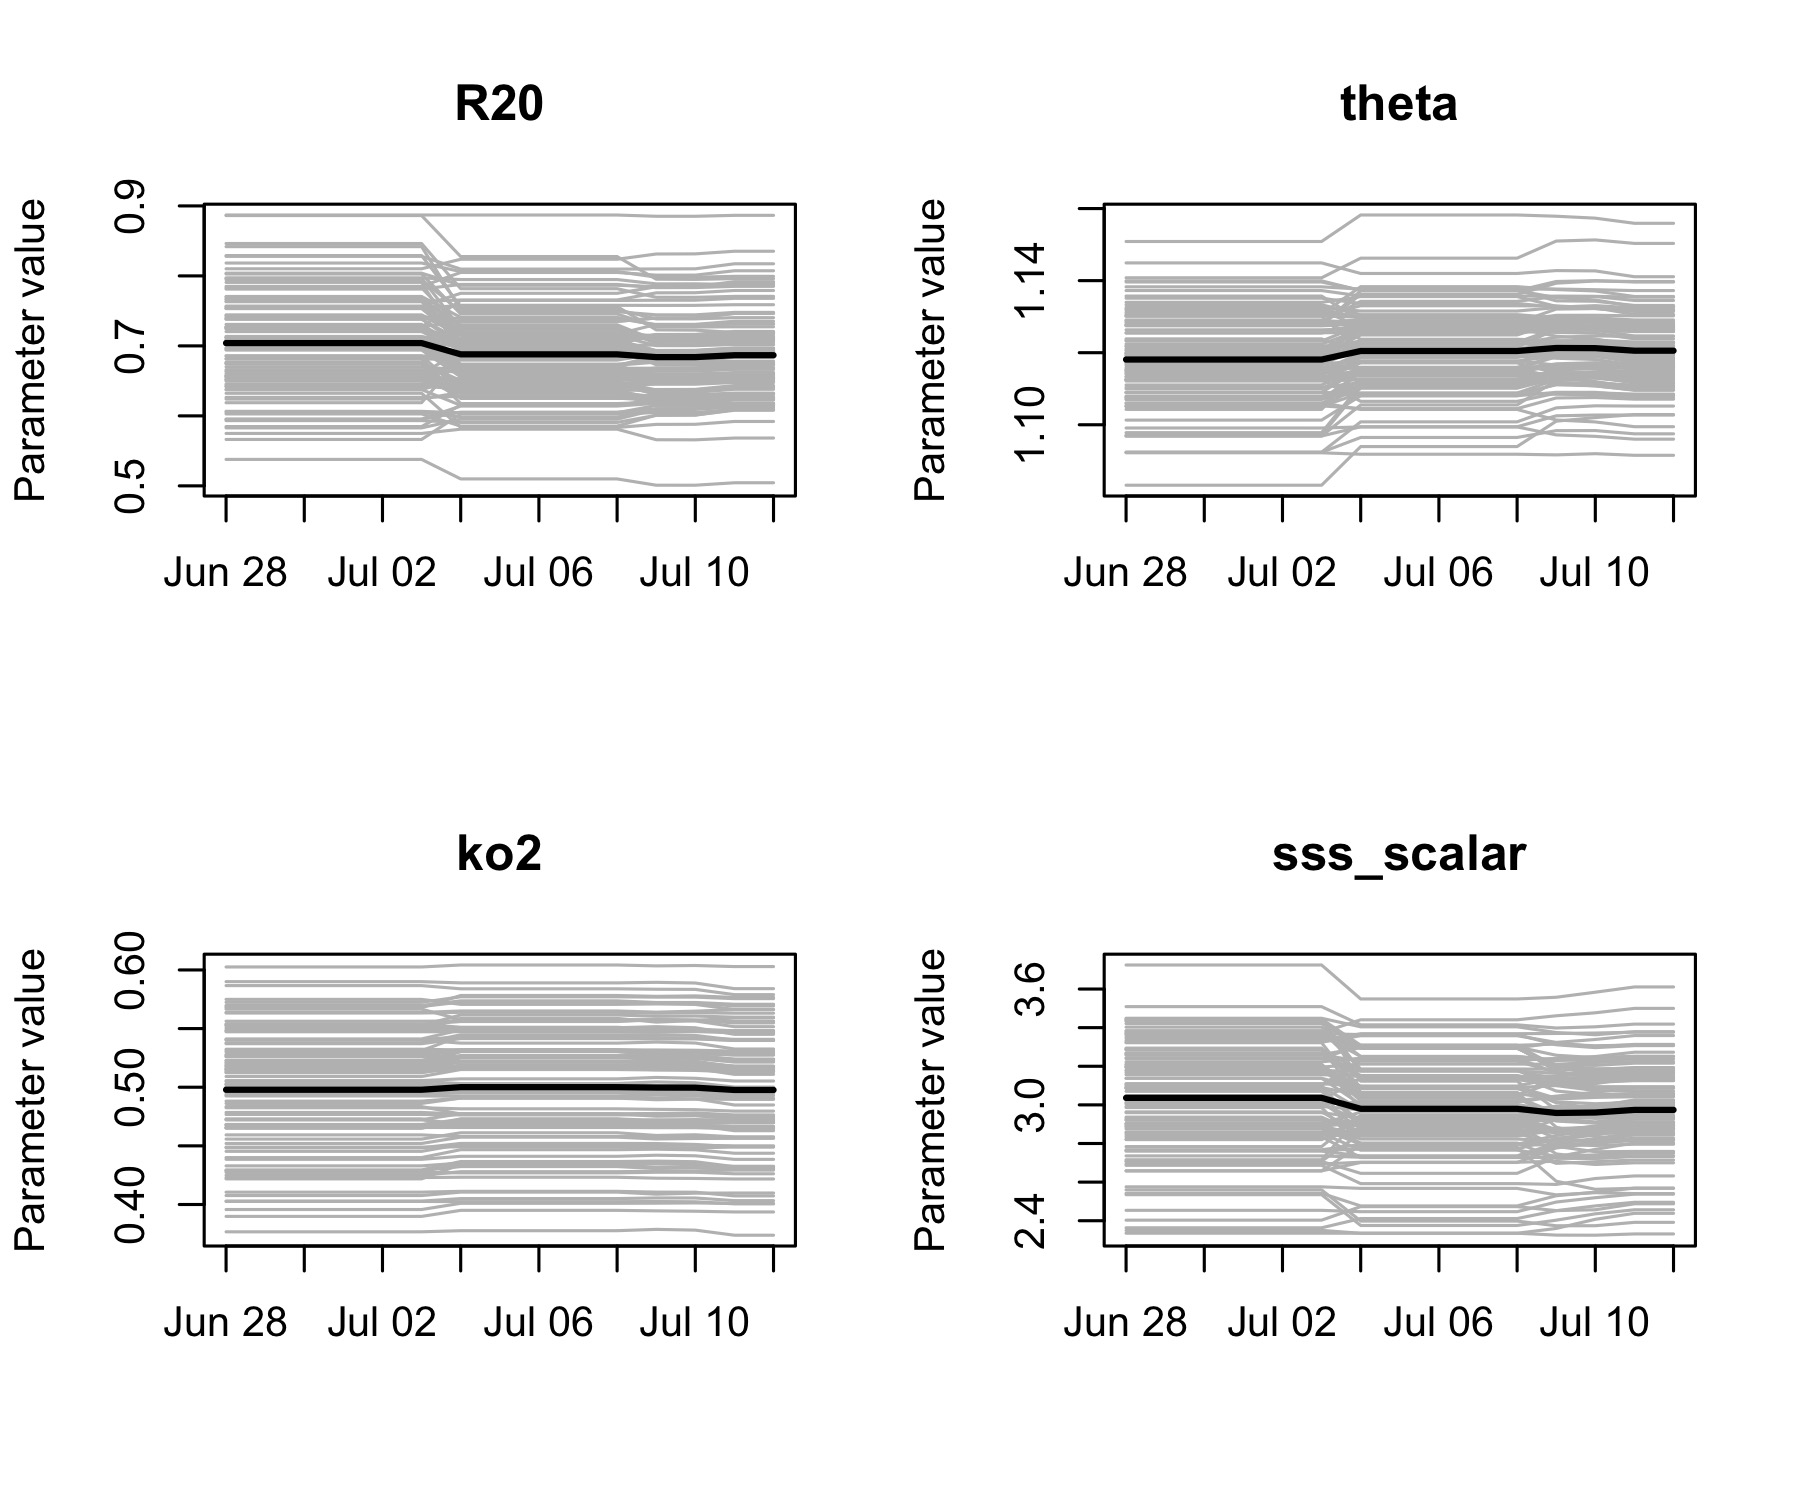 R20
Parameter value
0.5 0.7 0.9
Jun 28 Jul 02 Jul 06 Jul 10
theta
Parameter value
1.10 1.14
Jun 28 Jul 02 Jul 06 Jul 10
ko2
Parameter value
0.40 0.50 0.60
Jun 28 Jul 02 Jul 06 Jul 10
sss_scalar
Parameter value
2.4 3.0 3.6
Jun 28 Jul 02 Jul 06 Jul 10